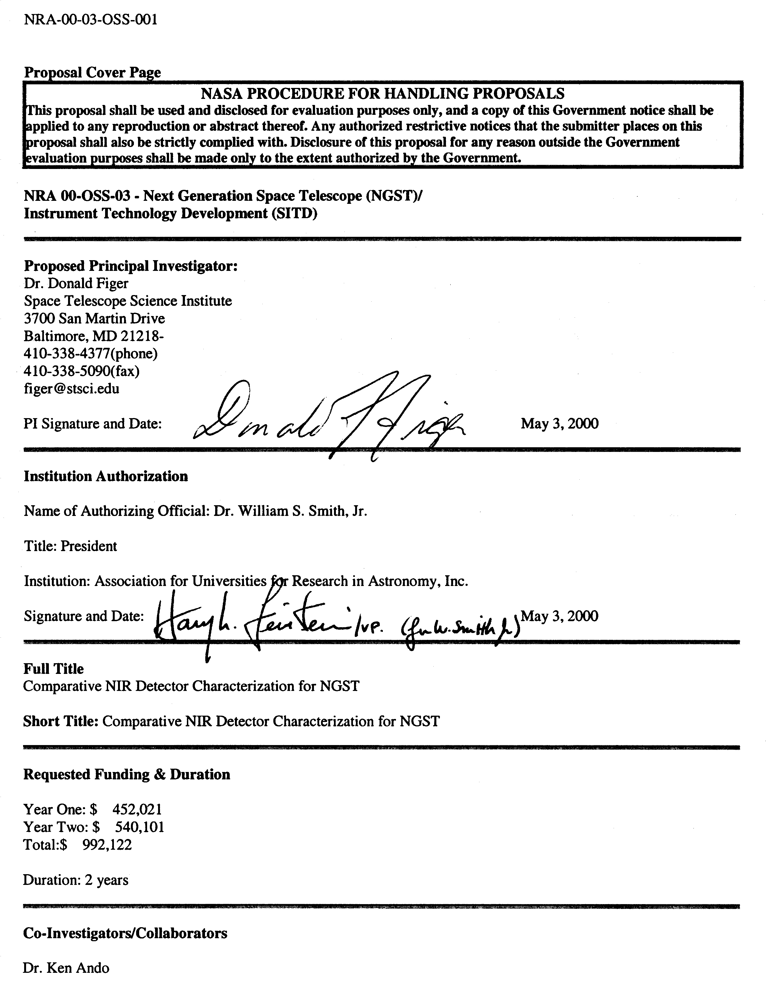 NRA-00-03-OSS-001
Proposal Cover Page
NASA PROCEDURE FOR HANDLING PROPOSALS
This proposal shall be used and disclosed for evaluation purposes only, and a copy of this Government notice shall be
applied to any reproduction or abstract thereof. Any authorized restrictive notices that the submitter places on this
proposal shall also be strictly complied with. Disclosure of this proposal for any reason outside the Government
evaluation purposes shall be made only to the extent authorized by the Government.
NRA 00-OSS-03 - Next Generation Space Telescope (NGST)/
Instrument Technology Development (SITD)
Proposed Principal Investigator:
Dr. Donald Figer
Space Telescope Science Institute
3700 San Martin Drive
Baltimore, MD 21218-
410-338-4377(phone)
410-338-5090(fax)
figer@stsci.edu
PI Signature and Date: Donald F Figer May 3, 2000
Institution Authorization
Name of Authorizing Official: Dr. William S. Smith, Jr.
Title: President
Institution: Association for Universities for Research in Astronomy, Inc.
Signature and Date: /VP. (for W. Smith Jr) May 3, 2000
Full Title
Comparative NIR Detector Characterization for NGST
Short Title: Comparative NIR Detector Characterization for NGST
Requested Funding & Duration
Year One: $ 452,021
Year Two: $ 540,101
Total:$ 992,122
Duration: 2 years
Co-Investigators/Collaborators
Dr. Ken Ando